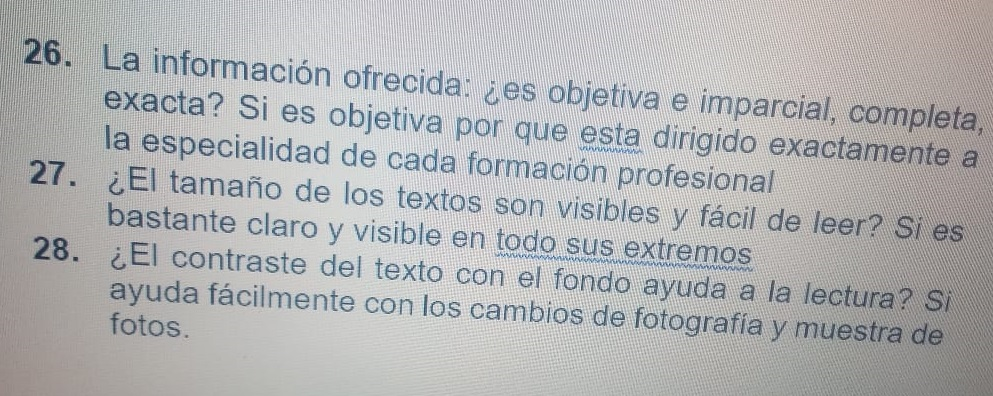 26. La información ofrecida: ¿es objetiva e imparcial, completa,
exacta? Si es objetiva por que esta dirigido exactamente a
la especialidad de cada formación profesional
27. ¿El tamaño de los textos son visibles y fácil de leer? Si es
bastante claro y visible en todo sus extremos
28. ¿El contraste del texto con el fondo ayuda a la lectura? Si
ayuda fácilmente con los cambios de fotografía y muestra de
fotos.